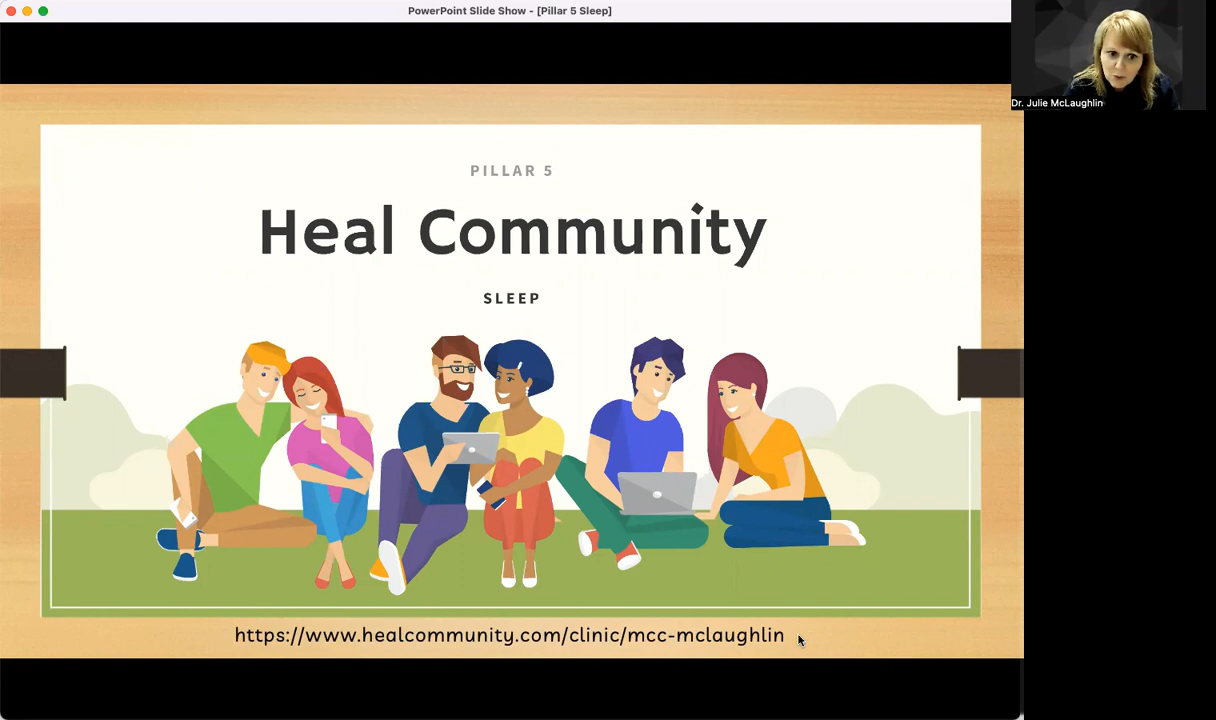 PowerPoint Slide Show - [Pillar 5 Sleep]
Dr. Julie McLaughlin
PILLAR 5
Heal Community
SLEEP
https://www.healcommunity.com/clinic/mcc-mclaughlin